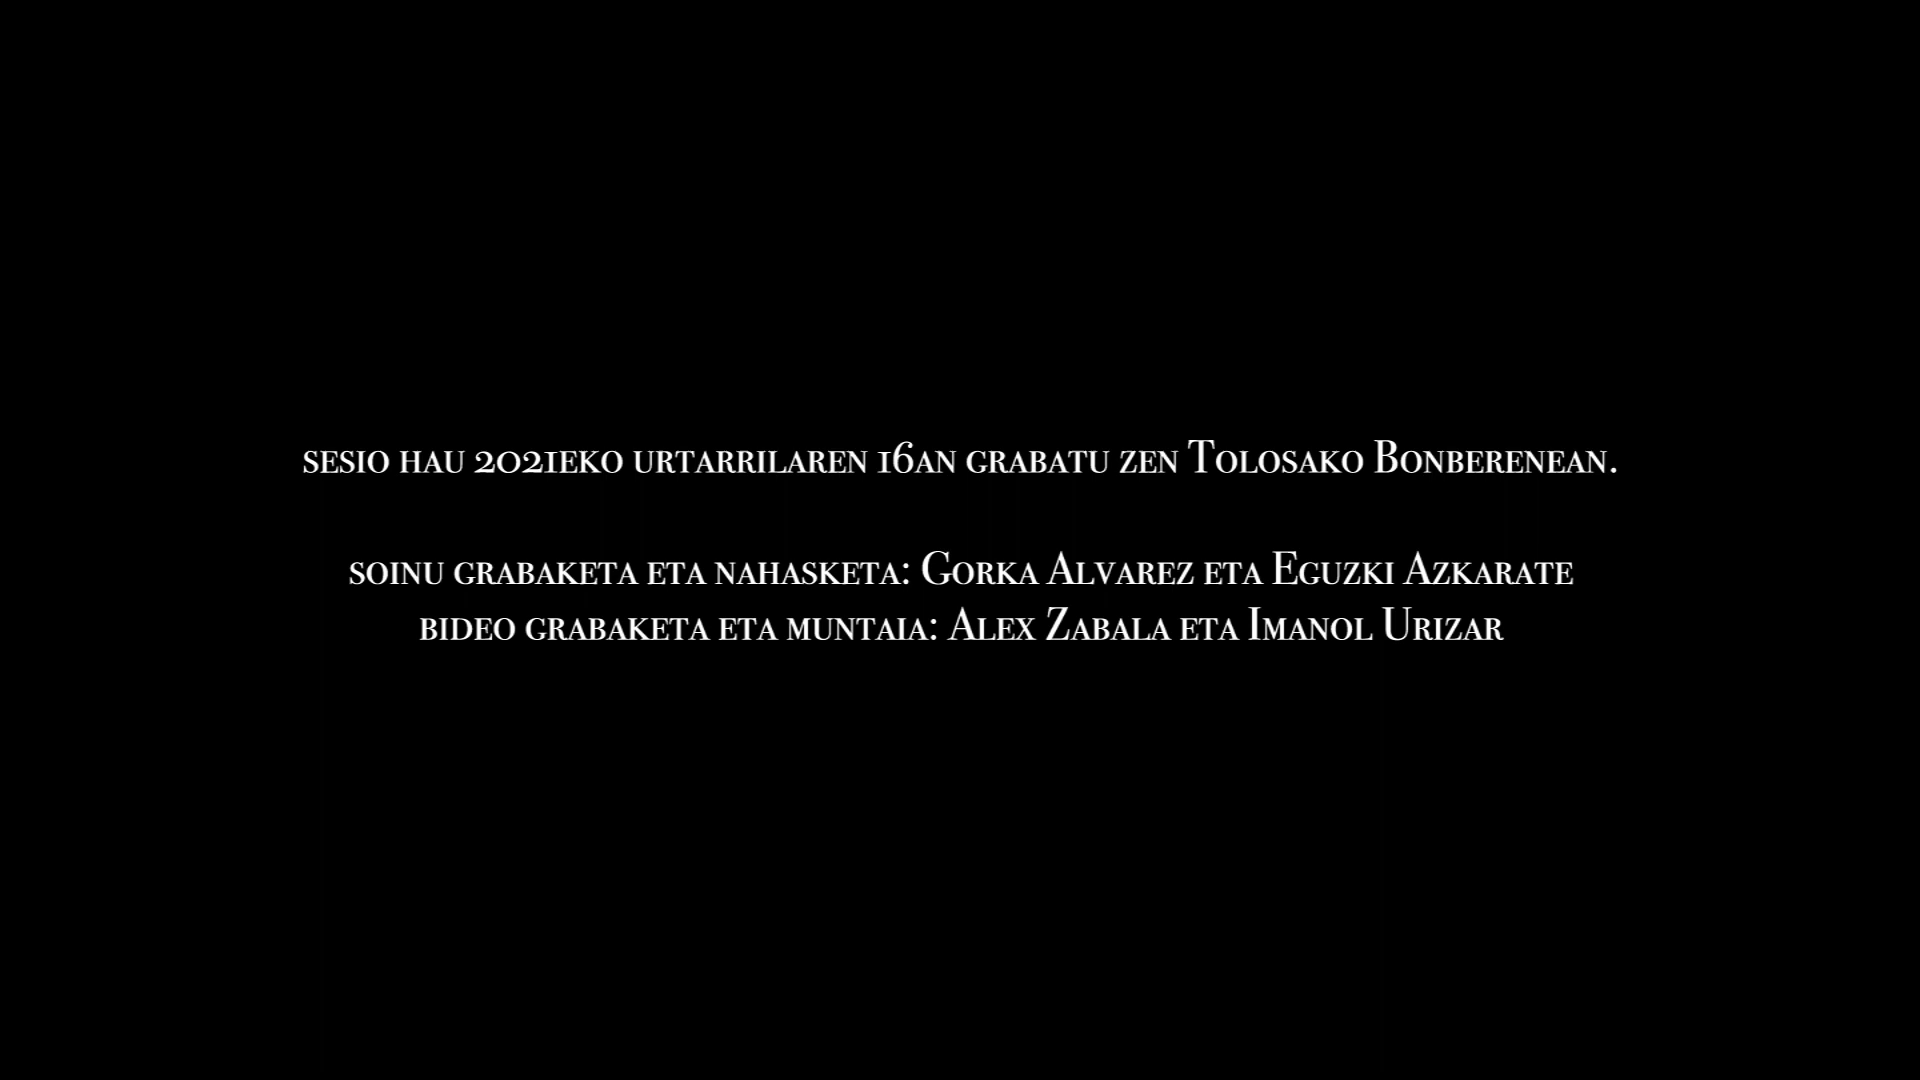 sesio hau 2021eko urtarrilaren 16an grabatu zen Tolosako Bonberenean.
soinu grabaketa eta nahasketa: Gorka Alvarez eta Eguzki Azkarate
bideo grabaketa eta muntaia: Alex Zabala eta Imanol Urizar